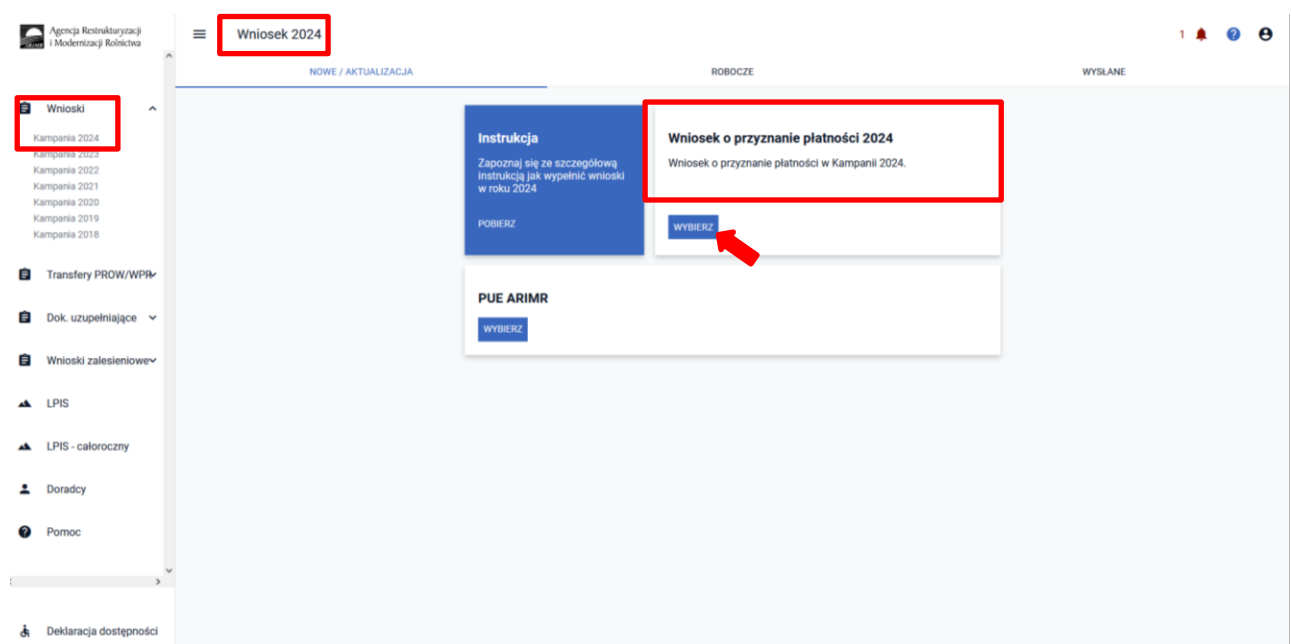 Agencja Restrukturyzacji
i Modernizacji Rolnictwa
Wniosek 2024
1
NOWE / AKTUALIZACJA
ROBOCZE
WYSŁANE
Wnioski
Kampania 2024
Kampania 2023
Kampania 2022
Kampania 2021
Kampania 2020
Kampania 2019
Kampania 2018
Transfery PROW/WPR
Dok. uzupełniające
Wnioski zalesieniowe
LPIS
LPIS - całoroczny
Doradcy
Pomoc
Deklaracja dostępności
Instrukcja
Zapoznaj się ze szczegółową
instrukcją jak wypełnić wnioski
w roku 2024
POBIERZ
Wniosek o przyznanie płatności 2024
Wniosek o przyznanie płatności w Kampanii 2024.
WYBIERZ
PUE ARIMR
WYBIERZ